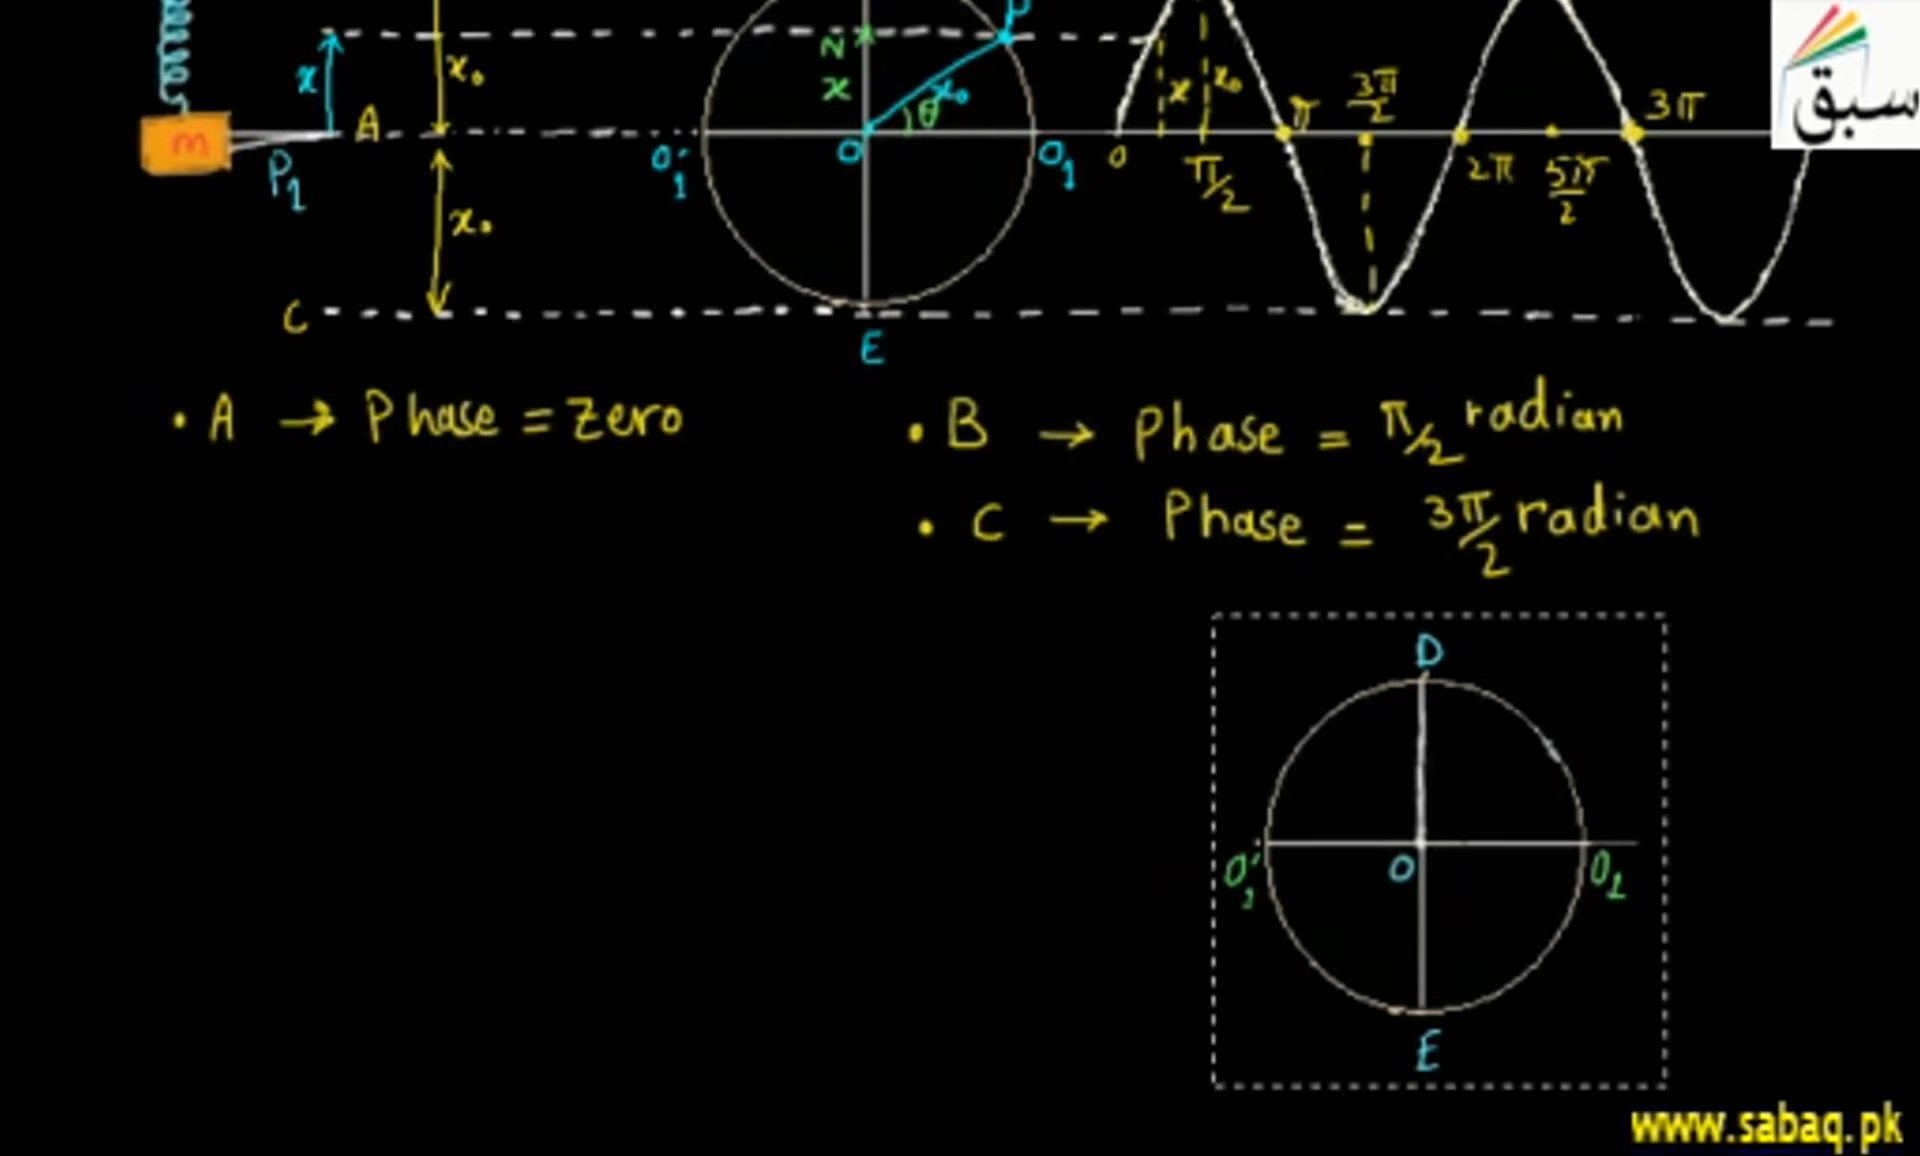 P
x
x₀
N
x
x₀
θ
x
x₀
3π/2
3π
سبق
m
P₁
A
O₁'
O
O₁
0
π/2
π
2π
5π/2
x₀
C
E
• A → Phase = Zero
• B → Phase = π/2 radian
• C → Phase = 3π/2 radian
D
O₁'
O
O₁
E
www.sabaq.pk